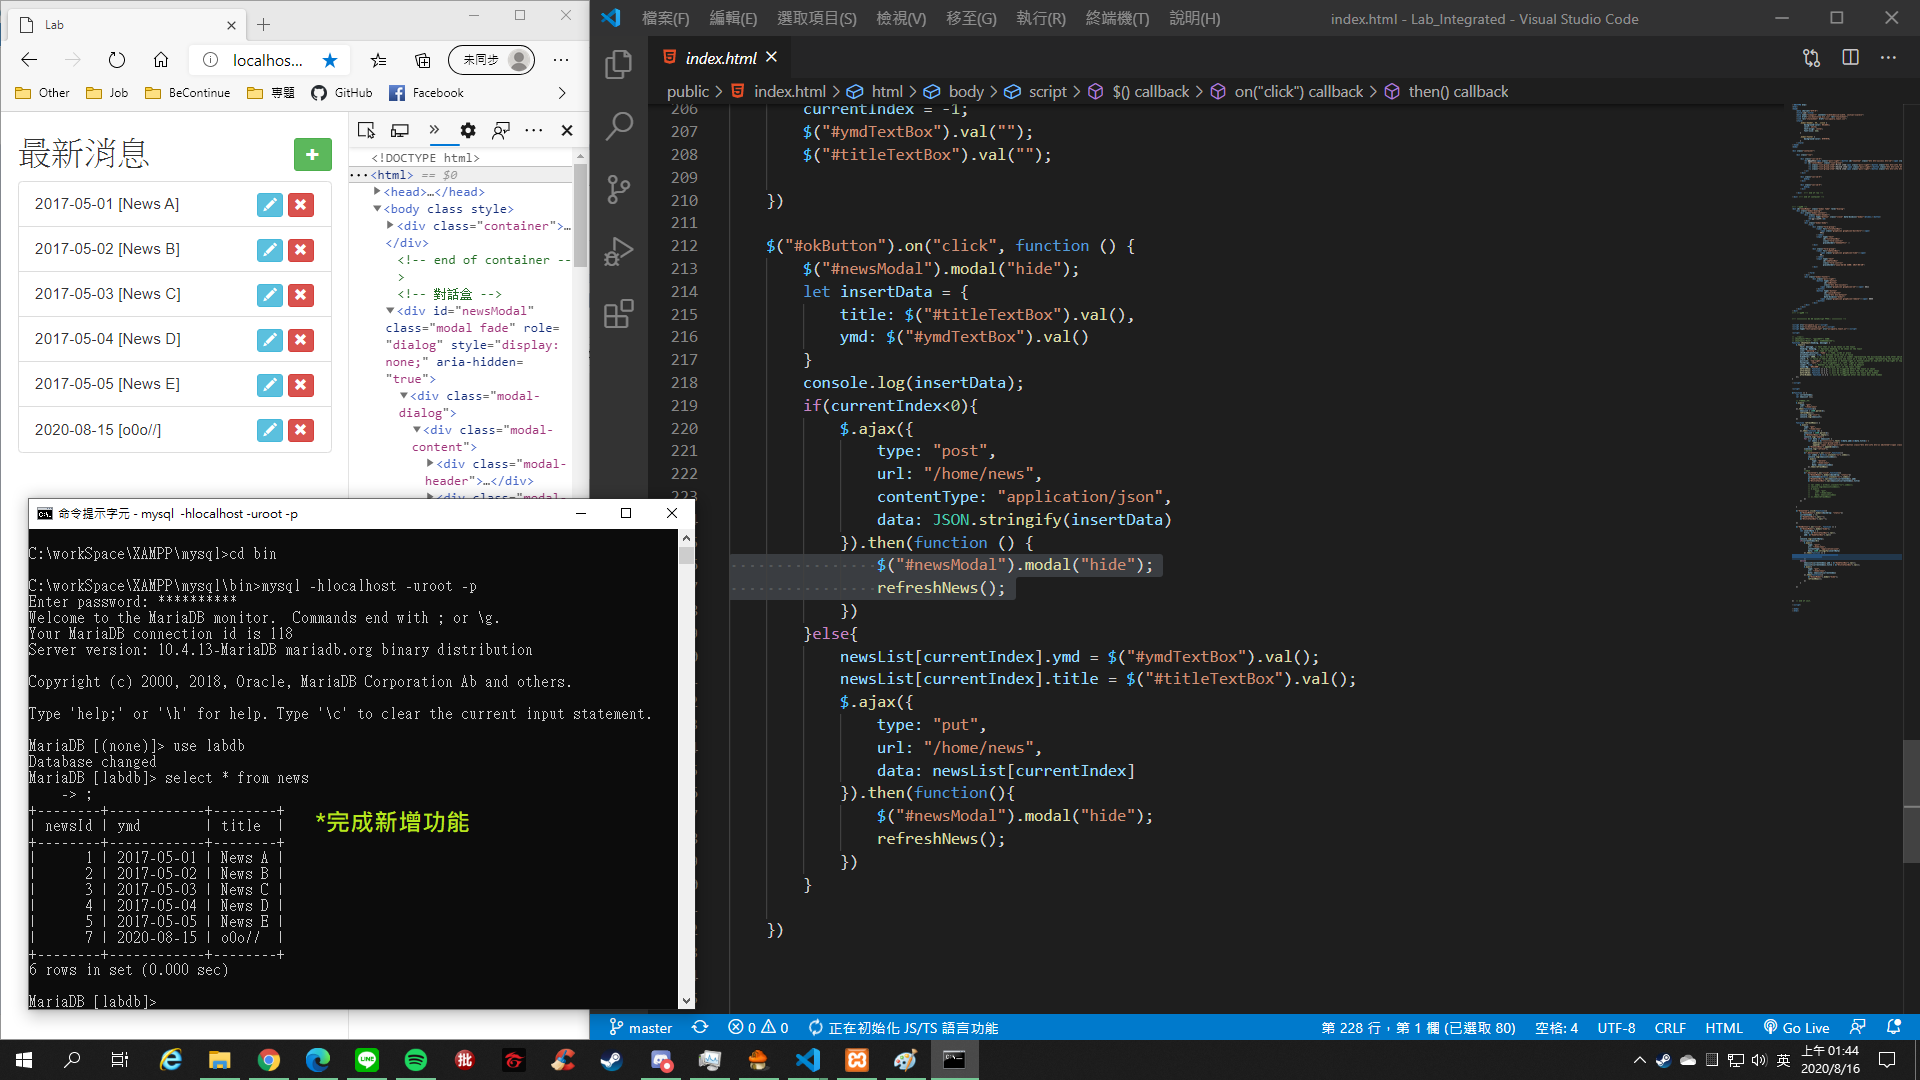 Lab
localhos...
未同步
Other
Job
BeContinue
專題
GitHub
Facebook
最新消息
2017-05-01 [News A]
2017-05-02 [News B]
2017-05-03 [News C]
2017-05-04 [News D]
2017-05-05 [News E]
2020-08-15 [o0o//]
<!DOCTYPE html>
···<html> == $0
<head>…</head>
<body class style>
<div class="container">…
</div>
<!-- end of container --
>
<!-- 對話盒 -->
<div id="newsModal"
class="modal fade" role=
"dialog" style="display:
none;" aria-hidden=
"true">
<div class="modal-
dialog">
<div class="modal-
content">
<div class="modal-
header">…</div>
<div class="modal-
命令提示字元 - mysql -hlocalhost -uroot -p
C:\workSpace\XAMPP\mysql>cd bin
C:\workSpace\XAMPP\mysql\bin>mysql -hlocalhost -uroot -p
Enter password: **********
Welcome to the MariaDB monitor.  Commands end with ; or \g.
Your MariaDB connection id is 118
Server version: 10.4.13-MariaDB mariadb.org binary distribution
Copyright (c) 2000, 2018, Oracle, MariaDB Corporation Ab and others.
Type 'help;' or '\h' for help. Type '\c' to clear the current input statement.
MariaDB [(none)]> use labdb
Database changed
MariaDB [labdb]> select * from news
-> ;
+--------+------------+--------+
| newsId | ymd        | title  |
+--------+------------+--------+
|      1 | 2017-05-01 | News A |
|      2 | 2017-05-02 | News B |
|      3 | 2017-05-03 | News C |
|      4 | 2017-05-04 | News D |
|      5 | 2017-05-05 | News E |
|      7 | 2020-08-15 | o0o//  |
+--------+------------+--------+
6 rows in set (0.000 sec)
MariaDB [labdb]>
*完成新增功能
檔案(F) 編輯(E) 選取項目(S) 檢視(V) 移至(G) 執行(R) 終端機(T) 說明(H)
index.html - Lab_Integrated - Visual Studio Code
index.html
public > index.html > html > body > script > $() callback > on("click") callback > then() callback
206 currentIndex = -1;
207 $("#ymdTextBox").val("");
208 $("#titleTextBox").val("");
209
210 })
211
212 $("#okButton").on("click", function () {
213 $("#newsModal").modal("hide");
214 let insertData = {
215 title: $("#titleTextBox").val(),
216 ymd: $("#ymdTextBox").val()
217 }
218 console.log(insertData);
219 if(currentIndex<0){
220 $.ajax({
221 type: "post",
222 url: "/home/news",
223 contentType: "application/json",
data: JSON.stringify(insertData)
}).then(function () {
$("#newsModal").modal("hide");
refreshNews();
})
}else{
newsList[currentIndex].ymd = $("#ymdTextBox").val();
newsList[currentIndex].title = $("#titleTextBox").val();
$.ajax({
type: "put",
url: "/home/news",
data: newsList[currentIndex]
}).then(function(){
$("#newsModal").modal("hide");
refreshNews();
})
}
})
master
0 0
正在初始化 JS/TS 語言功能
第 228 行，第 1 欄 (已選取 80)
空格: 4
UTF-8
CRLF
HTML
Go Live
英
上午 01:44
2020/8/16